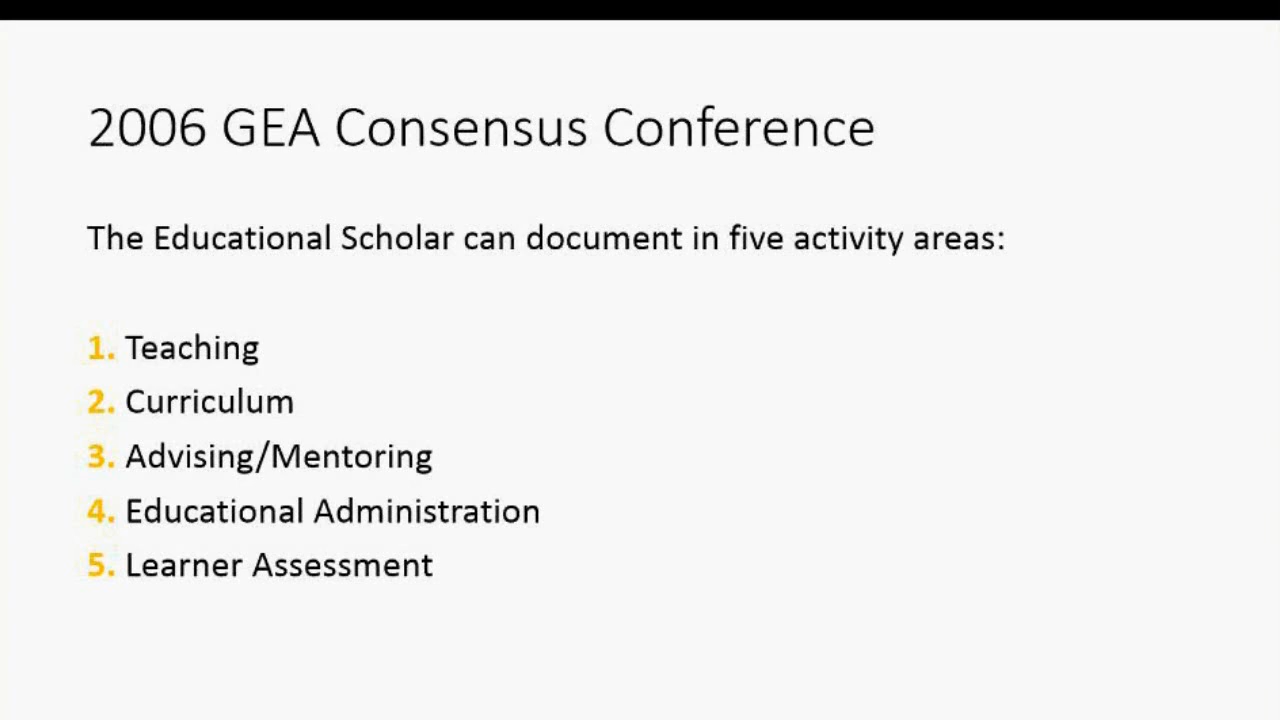 2006 GEA Consensus Conference
The Educational Scholar can document in five activity areas:
1. Teaching
2. Curriculum
3. Advising/Mentoring
4. Educational Administration
5. Learner Assessment